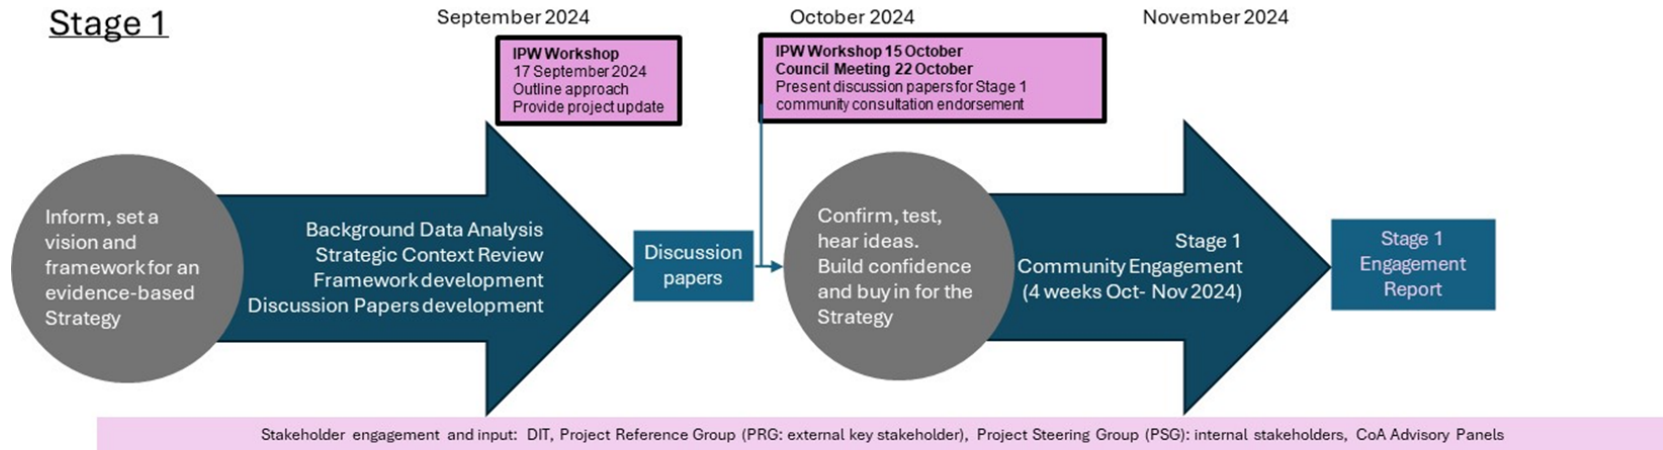 Stage 1
September 2024
October 2024
November 2024
IPW Workshop
17 September 2024
Outline approach
Provide project update
IPW Workshop 15 October
Council Meeting 22 October
Present discussion papers for Stage 1
community consultation endorsement
Inform, set a
vision and
framework for an
evidence-based
Strategy
Background Data Analysis
Strategic Context Review
Framework development
Discussion Papers development
Discussion
papers
Confirm, test,
hear ideas.
Build confidence
and buy in for the
Strategy
Stage 1
Community Engagement
(4 weeks Oct- Nov 2024)
Stage 1
Engagement
Report
Stakeholder engagement and input: DIT, Project Reference Group (PRG: external key stakeholder), Project Steering Group (PSG): internal stakeholders, CoA Advisory Panels